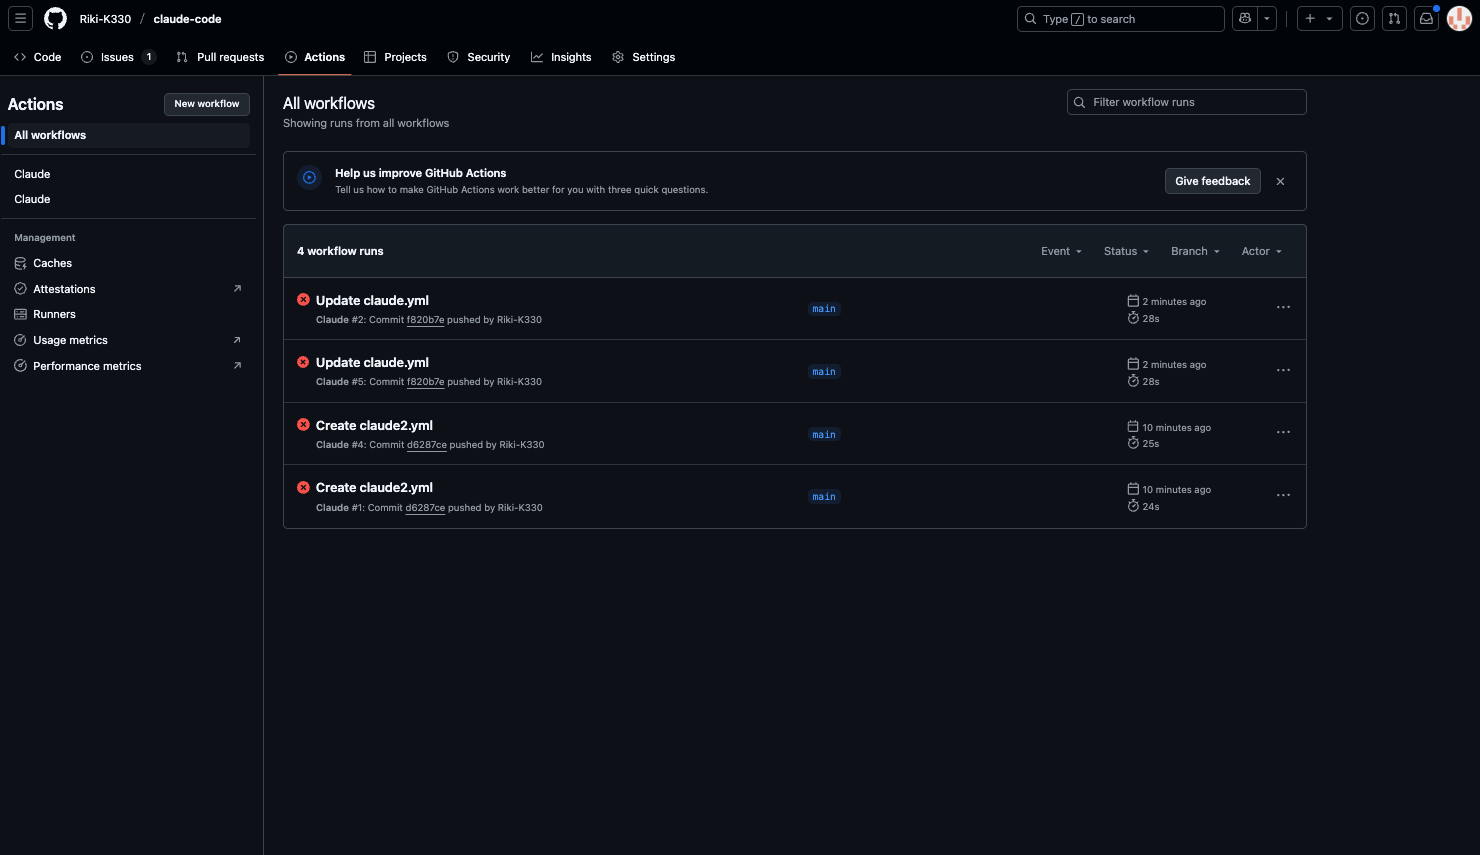 Riki-K330 / claude-code
Type / to search
Code
Issues 1
Pull requests
Actions
Projects
Security
Insights
Settings
Actions
New workflow
All workflows
Claude
Claude
Management
Caches
Attestations
Runners
Usage metrics
Performance metrics
All workflows
Showing runs from all workflows
Filter workflow runs
Help us improve GitHub Actions
Tell us how to make GitHub Actions work better for you with three quick questions.
Give feedback
4 workflow runs
Event
Status
Branch
Actor
Update claude.yml
Claude #2: Commit f820b7e pushed by Riki-K330
main
2 minutes ago
28s
Update claude.yml
Claude #5: Commit f820b7e pushed by Riki-K330
main
2 minutes ago
28s
Create claude2.yml
Claude #4: Commit d6287ce pushed by Riki-K330
main
10 minutes ago
25s
Create claude2.yml
Claude #1: Commit d6287ce pushed by Riki-K330
main
10 minutes ago
24s